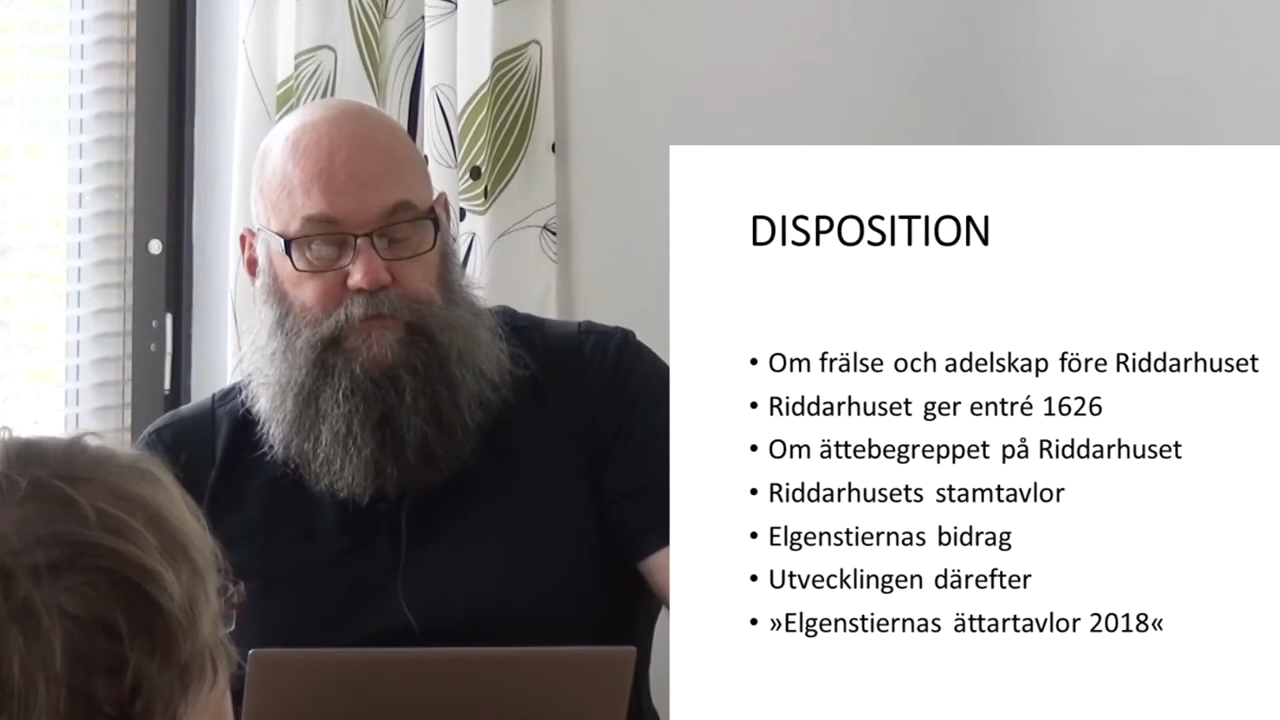 DISPOSITION
• Om frälse och adelskap före Riddarhuset
• Riddarhuset ger entré 1626
• Om ättebegreppet på Riddarhuset
• Riddarhusets stamtavlor
• Elgenstiernas bidrag
• Utvecklingen därefter
• »Elgenstiernas ättartavlor 2018«